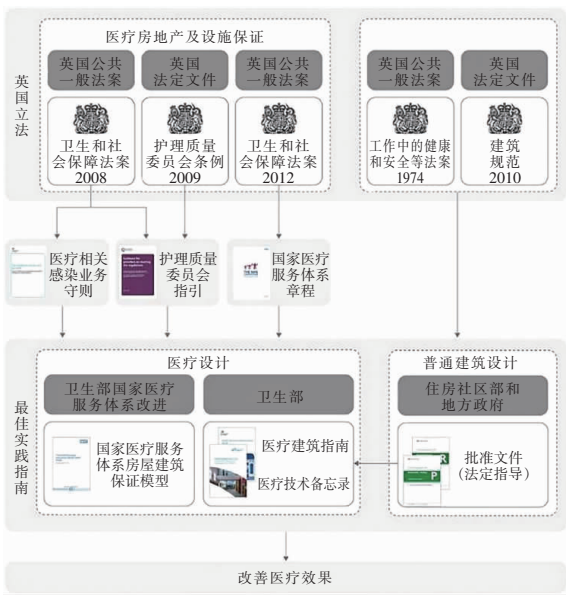 医疗房地产及设施保证
英国立法
英国公共
一般法案
英国
法定文件
英国公共
一般法案
英国公共
一般法案
英国
法定文件
卫生和社
会保障法案
2008
护理质量
委员会条例
2009
卫生和社
会保障法案
2012
工作中的健康
和安全等法案
1974
建筑
规范
2010
医疗相关
感染业务
守则
护理质量
委员会
指引
国家医疗
服务体系
章程
最佳实践指南
医疗设计
卫生部国家医疗
服务体系改进
卫生部
国家医疗服务
体系房屋建筑
保证模型
医疗建筑指南
医疗技术备忘录
普通建筑设计
住房社区部和
地方政府
R
P
批准文件
(法定指导)
改善医疗效果